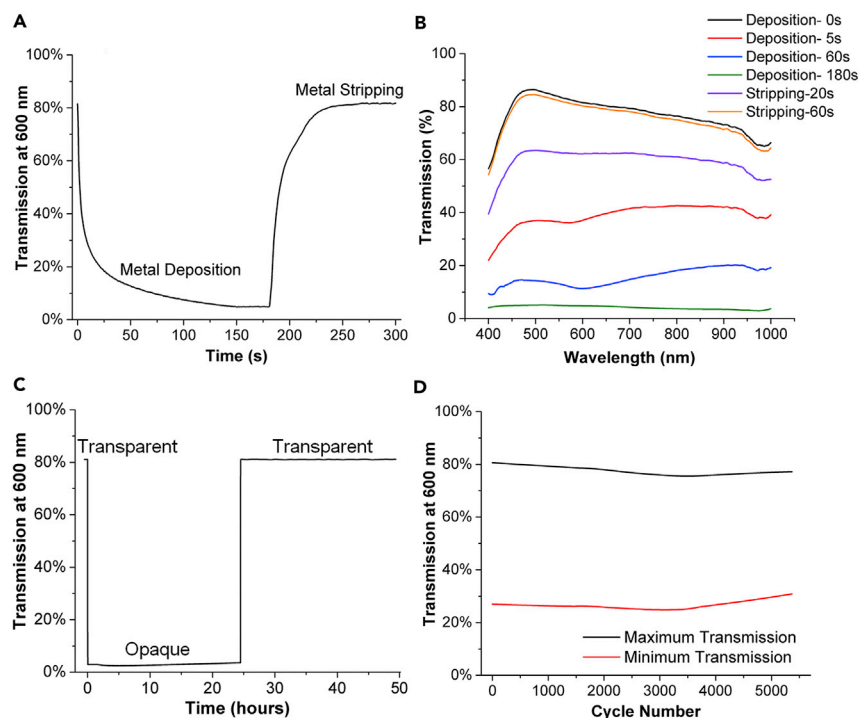 A
Transmission at 600 nm
100%
80%
60%
40%
20%
0%
Metal Stripping
Metal Deposition
0 50 100 150 200 250 300
Time (s)
B
Transmission (%)
100
80
60
40
20
0
Deposition- 0s
Deposition- 5s
Deposition- 60s
Deposition- 180s
Stripping-20s
Stripping-60s
400 500 600 700 800 900 1000
Wavelength (nm)
C
Transmission at 600 nm
100%
80%
60%
40%
20%
0%
Transparent Transparent
Opaque
0 10 20 30 40 50
Time (hours)
D
Transmission at 600 nm
100%
80%
60%
40%
20%
0%
Maximum Transmission
Minimum Transmission
0 1000 2000 3000 4000 5000
Cycle Number